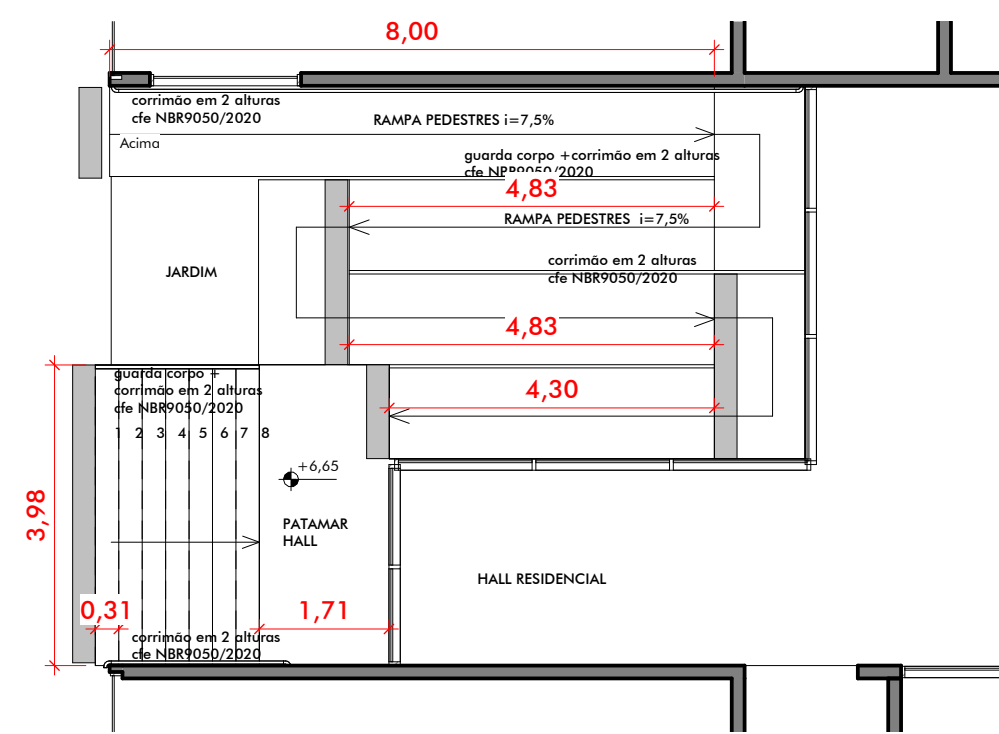 8,00
corrimão em 2 alturas
cfe NBR9050/2020
RAMPA PEDESTRES i=7,5%
Acima
guarda corpo +corrimão em 2 alturas
cfe NBR9050/2020
4,83
RAMPA PEDESTRES i=7,5%
corrimão em 2 alturas
cfe NBR9050/2020
JARDIM
4,83
guarda corpo +
corrimão em 2 alturas
cfe NBR9050/2020
4,30
1 2 3 4 5 6 7 8
+6,65
3,98
PATAMAR
HALL
HALL RESIDENCIAL
0,31
1,71
corrimão em 2 alturas
cfe NBR9050/2020